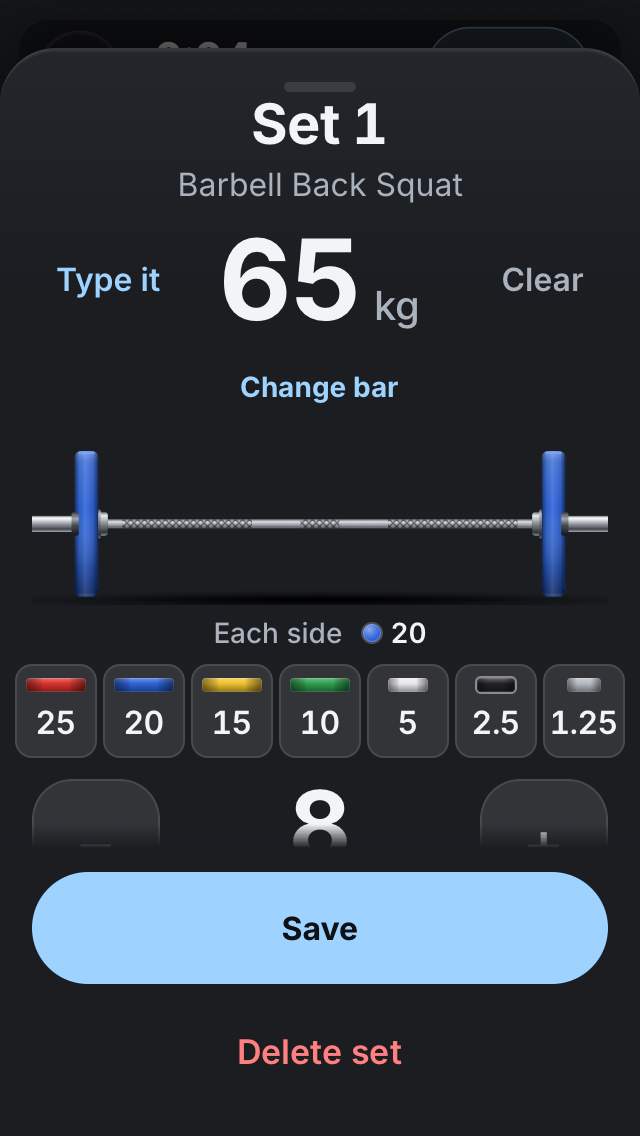 Set 1
Barbell Back Squat
Type it 65 kg Clear
Change bar
Each side 20
25 20 15 10 5 2.5 1.25
− 8 +
Save
Delete set